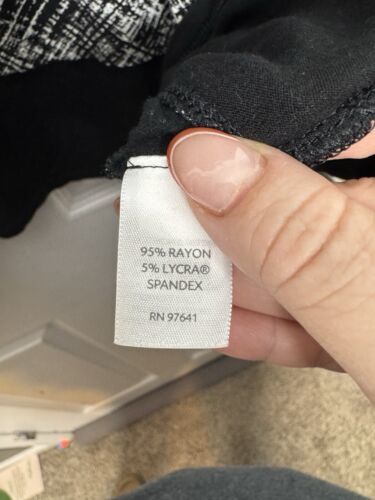 95% RAYON
5% LYCRA®
SPANDEX
RN 97641